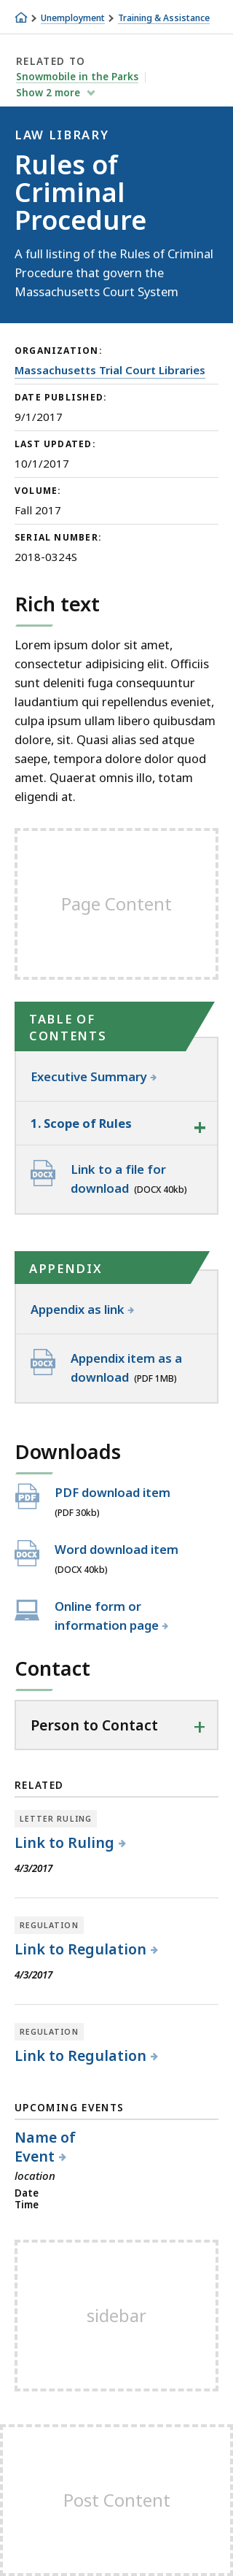 Unemployment Training & Assistance
RELATED TO
Snowmobile in the Parks
Show 2 more
LAW LIBRARY
Rules of
Criminal
Procedure
A full listing of the Rules of Criminal
Procedure that govern the
Massachusetts Court System
ORGANIZATION:
Massachusetts Trial Court Libraries
DATE PUBLISHED:
9/1/2017
LAST UPDATED:
10/1/2017
VOLUME:
Fall 2017
SERIAL NUMBER:
2018-0324S
Rich text
Lorem ipsum dolor sit amet,
consectetur adipisicing elit. Officiis
sunt deleniti fuga consequuntur
laudantium qui repellendus eveniet,
culpa ipsum ullam libero quibusdam
dolore, sit. Quasi alias sed atque
saepe, tempora dolore dolor quod
amet. Quaerat omnis illo, totam
eligendi at.
Page Content
TABLE OF
CONTENTS
Executive Summary
1. Scope of Rules
DOCX
Link to a file for
download (DOCX 40kb)
APPENDIX
Appendix as link
DOCX
Appendix item as a
download (PDF 1MB)
Downloads
PDF
PDF download item
(PDF 30kb)
DOCX
Word download item
(DOCX 40kb)
Online form or
information page
Contact
Person to Contact
RELATED
LETTER RULING
Link to Ruling
4/3/2017
REGULATION
Link to Regulation
4/3/2017
REGULATION
Link to Regulation
UPCOMING EVENTS
Name of
Event
location
Date
Time
sidebar
Post Content